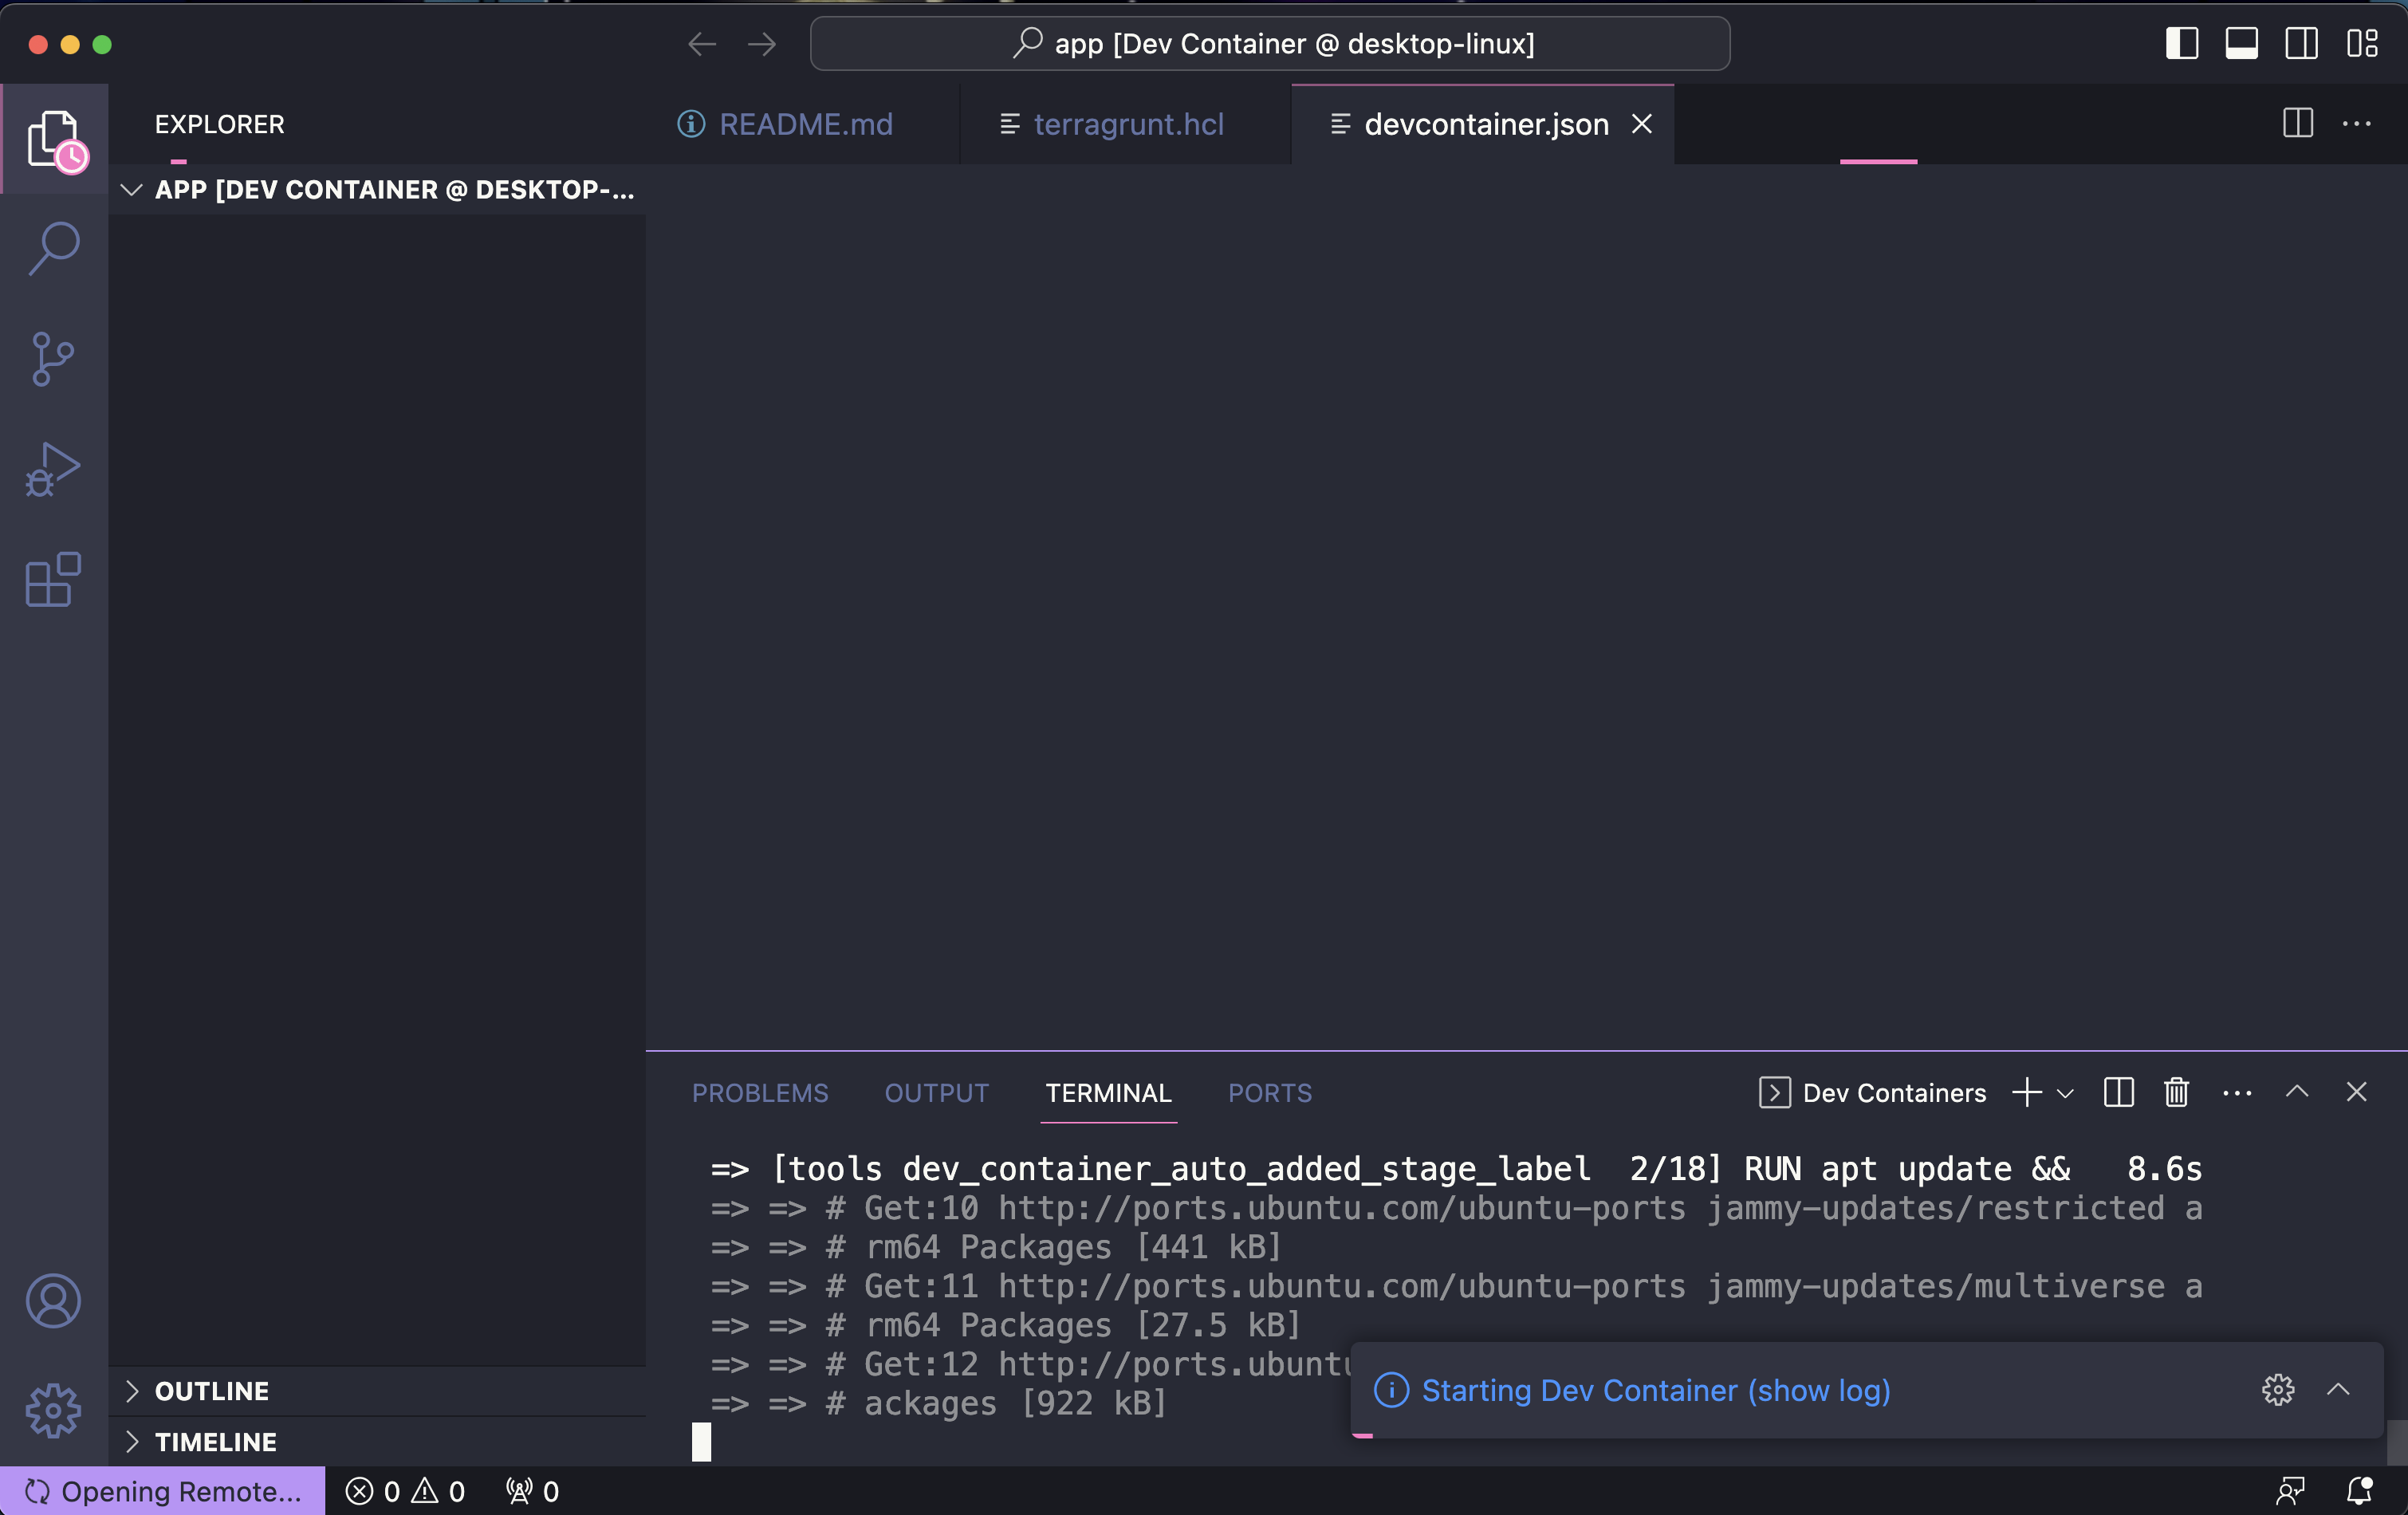 app [Dev Container @ desktop-linux]
EXPLORER
README.md
terragrunt.hcl
devcontainer.json
APP [DEV CONTAINER @ DESKTOP-...
PROBLEMS
OUTPUT
TERMINAL
PORTS
Dev Containers
=> [tools dev_container_auto_added_stage_label  2/18] RUN apt update &&   8.6s
=> => # Get:10 http://ports.ubuntu.com/ubuntu-ports jammy-updates/restricted a
=> => # rm64 Packages [441 kB]
=> => # Get:11 http://ports.ubuntu.com/ubuntu-ports jammy-updates/multiverse a
=> => # rm64 Packages [27.5 kB]
=> => # Get:12 http://ports.ubuntu
=> => # ackages [922 kB]
Starting Dev Container (show log)
OUTLINE
TIMELINE
Opening Remote...
0
0
0